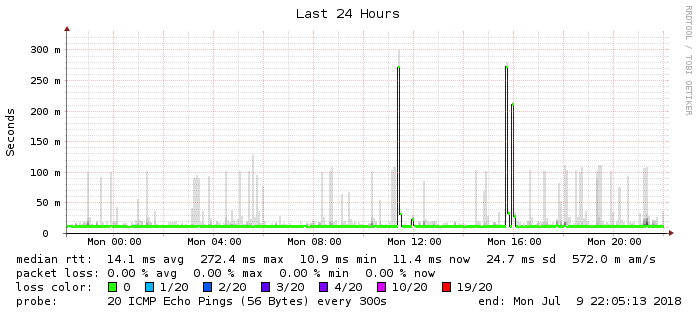 Last 24 Hours
RRDTOOL / TOBI OETIKER
Seconds
300 m
250 m
200 m
150 m
100 m
50 m
0
Mon 00:00 Mon 04:00 Mon 08:00 Mon 12:00 Mon 16:00 Mon 20:00
median rtt: 14.1 ms avg 272.4 ms max 10.9 ms min 11.4 ms now 24.7 ms sd 572.0 m am/s
packet loss: 0.00 % avg 0.00 % max 0.00 % min 0.00 % now
loss color: 0 1/20 2/20 3/20 4/20 10/20 19/20
probe: 20 ICMP Echo Pings (56 Bytes) every 300s end: Mon Jul 9 22:05:13 2018